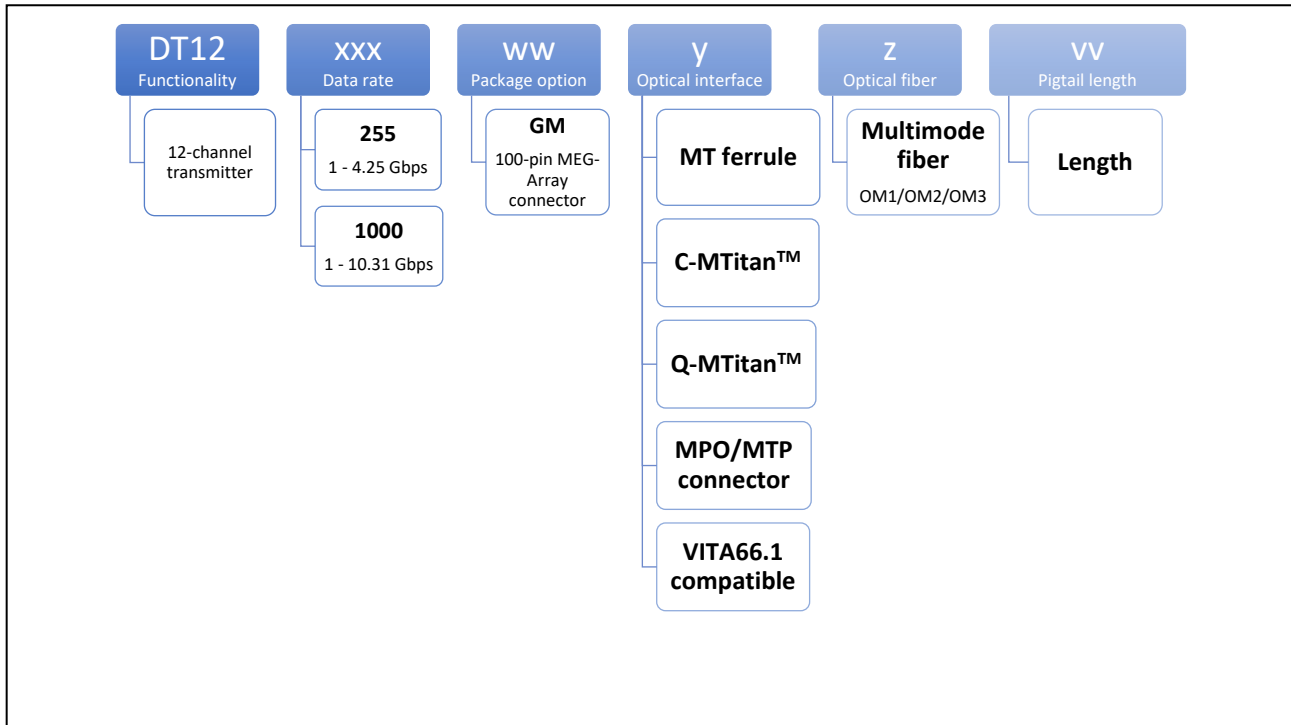 DT12
Functionality
12-channel
transmitter
xxx
Data rate
255
1 - 4.25 Gbps
1000
1 - 10.31 Gbps
ww
Package option
GM
100-pin MEG-
Array
connector
y
Optical interface
MT ferrule
C-MTitan™
Q-MTitan™
MPO/MTP
connector
VITA66.1
compatible
z
Optical fiber
Multimode
fiber
OM1/OM2/OM3
vv
Pigtail length
Length